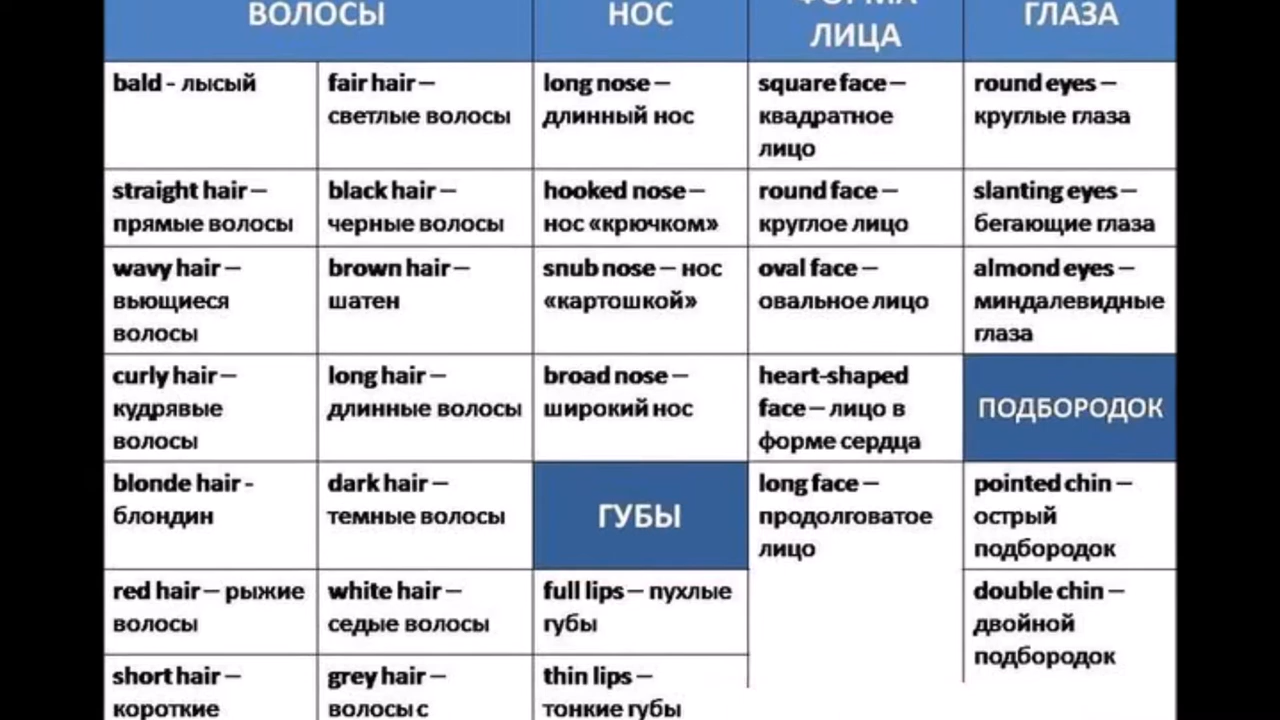 ВОЛОСЫ
НОС
ФОРМА
ЛИЦА
ГЛАЗА
bald - лысый
fair hair –
светлые волосы
long nose –
длинный нос
square face –
квадратное
лицо
round eyes –
круглые глаза
straight hair –
прямые волосы
black hair –
черные волосы
hooked nose –
нос «крючком»
round face –
круглое лицо
slanting eyes –
бегающие глаза
wavy hair –
вьющиеся
волосы
brown hair –
шатен
snub nose – нос
«картошкой»
oval face –
овальное лицо
almond eyes –
миндалевидные
глаза
curly hair –
кудрявые
волосы
long hair –
длинные волосы
broad nose –
широкий нос
heart-shaped
face – лицо в
форме сердца
ПОДБОРОДОК
blonde hair -
блондин
dark hair –
темные волосы
ГУБЫ
long face –
продолговатое
лицо
pointed chin –
острый
подбородок
red hair – рыжие
волосы
white hair –
седые волосы
full lips – пухлые
губы
double chin –
двойной
подбородок
short hair –
короткие
grey hair –
волосы с
thin lips –
тонкие губы